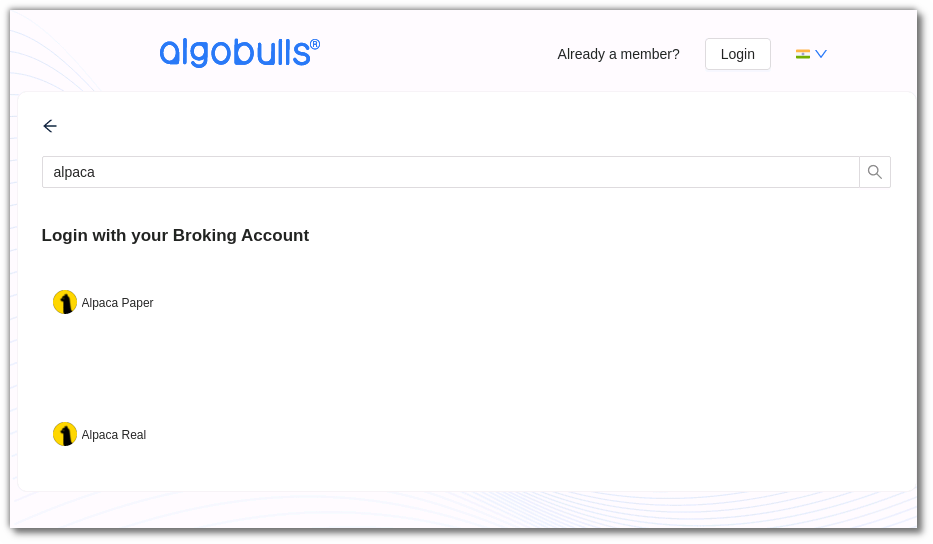 algobulls®
Already a member?
Login
alpaca
Login with your Broking Account
Alpaca Paper
Alpaca Real